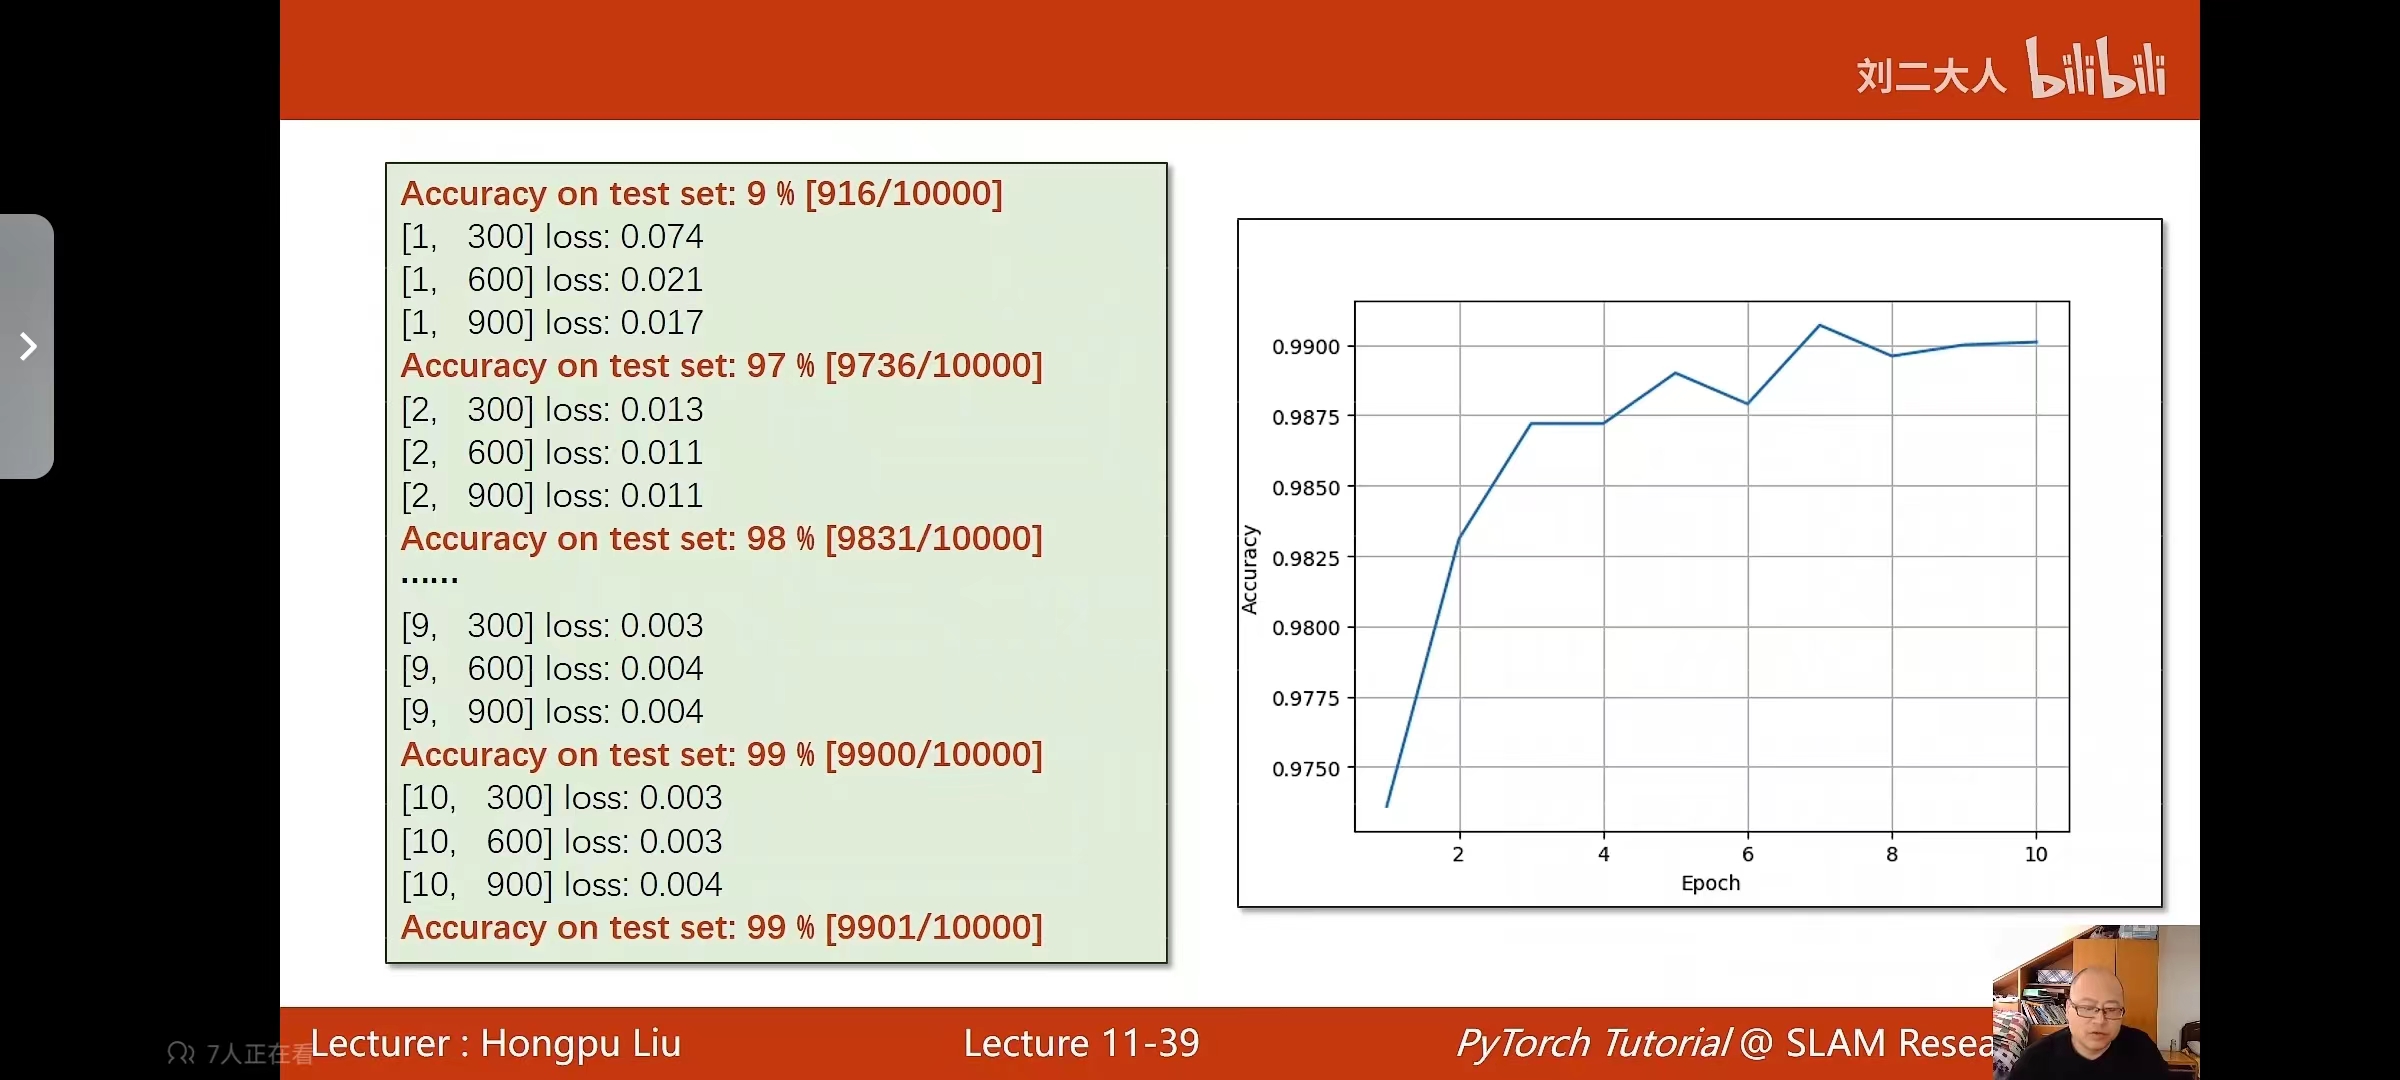 刘二大人 bilibili
Accuracy on test set: 9 % [916/10000]
[1, 300] loss: 0.074
[1, 600] loss: 0.021
[1, 900] loss: 0.017
Accuracy on test set: 97 % [9736/10000]
[2, 300] loss: 0.013
[2, 600] loss: 0.011
[2, 900] loss: 0.011
Accuracy on test set: 98 % [9831/10000]
......
[9, 300] loss: 0.003
[9, 600] loss: 0.004
[9, 900] loss: 0.004
Accuracy on test set: 99 % [9900/10000]
[10, 300] loss: 0.003
[10, 600] loss: 0.003
[10, 900] loss: 0.004
Accuracy on test set: 99 % [9901/10000]
0.9900
0.9875
0.9850
0.9825
0.9800
0.9775
0.9750
Accuracy
2 4 6 8 10
Epoch
7人正在看
Lecturer : Hongpu Liu
Lecture 11-39
PyTorch Tutorial @ SLAM Resea